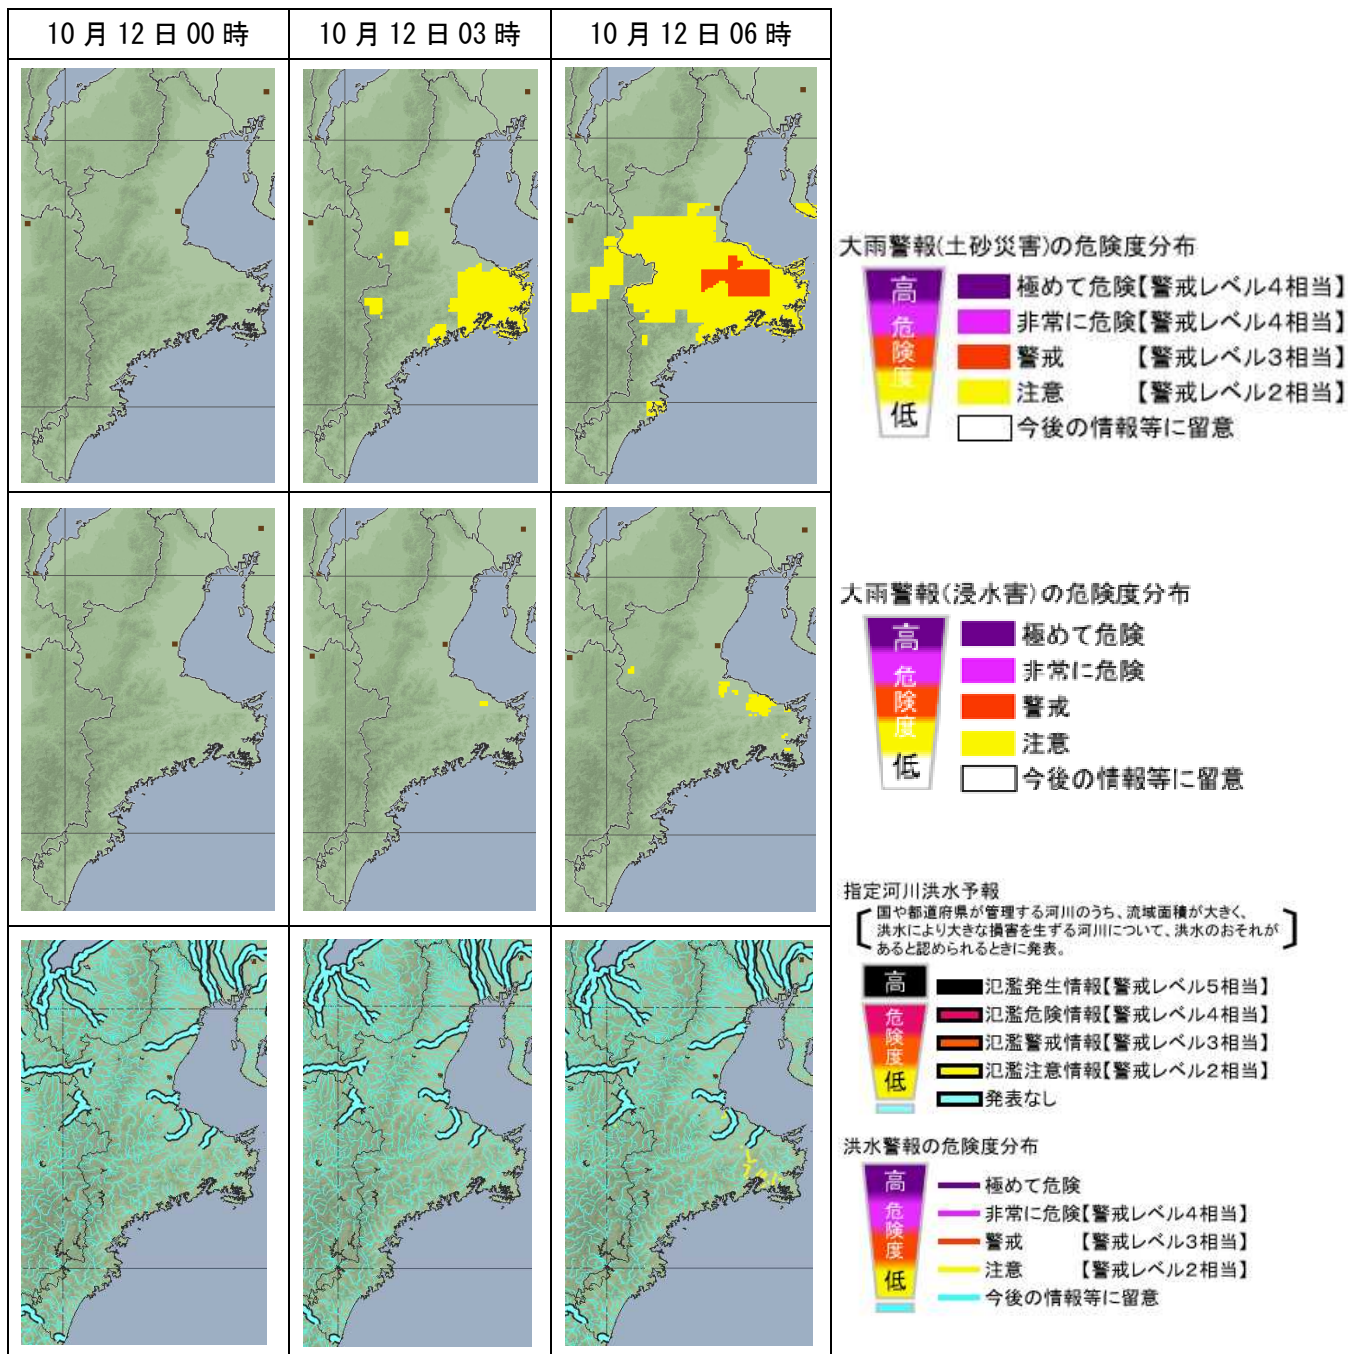 10月12日00時
10月12日03時
10月12日06時
大雨警報(土砂災害)の危険度分布
高
危険度
低
極めて危険【警戒レベル4相当】
非常に危険【警戒レベル4相当】
警戒 【警戒レベル3相当】
注意 【警戒レベル2相当】
今後の情報等に留意
大雨警報(浸水害)の危険度分布
高
危険度
低
極めて危険
非常に危険
警戒
注意
今後の情報等に留意
指定河川洪水予報
国や都道府県が管理する河川のうち、流域面積が大きく、
洪水により大きな損害を生ずる河川について、洪水のおそれが
あると認められるときに発表。
高
危険度
低
氾濫発生情報【警戒レベル5相当】
氾濫危険情報【警戒レベル4相当】
氾濫警戒情報【警戒レベル3相当】
氾濫注意情報【警戒レベル2相当】
発表なし
洪水警報の危険度分布
高
危険度
低
極めて危険
非常に危険【警戒レベル4相当】
警戒 【警戒レベル3相当】
注意 【警戒レベル2相当】
今後の情報等に留意